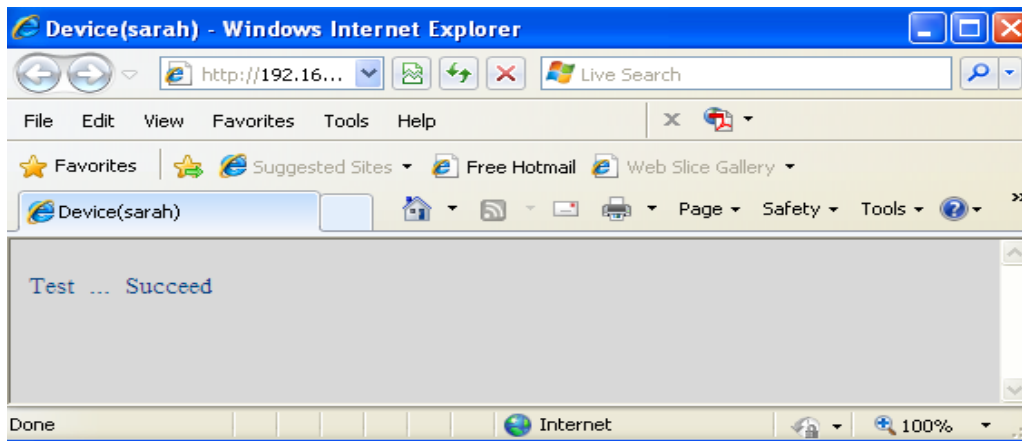 Device(sarah) - Windows Internet Explorer
http://192.16... Live Search
File Edit View Favorites Tools Help
Favorites Suggested Sites Free Hotmail Web Slice Gallery
Device(sarah) Page Safety Tools »
Test ... Succeed
Done Internet 100%